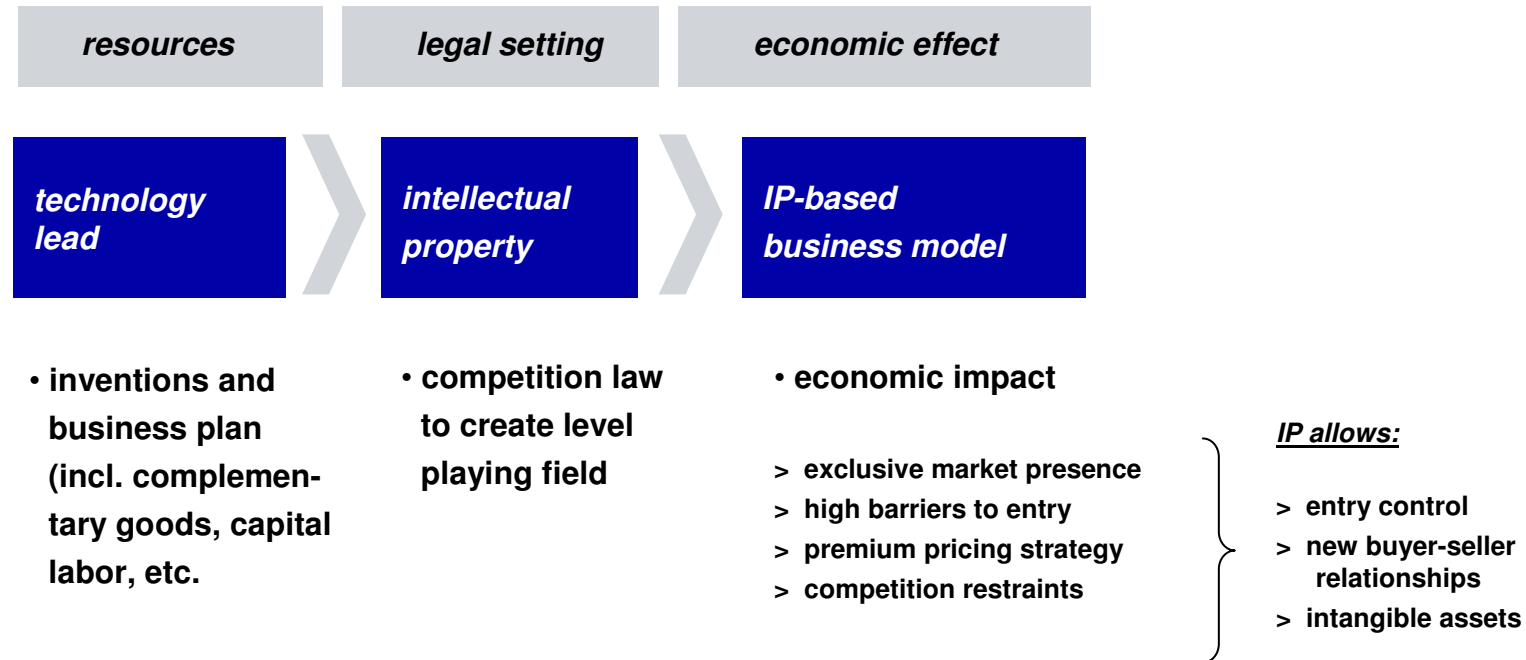 resources
legal setting
economic effect
technology
lead
intellectual
property
IP-based
business model
• inventions and
business plan
(incl. complemen-
tary goods, capital
labor, etc.
• competition law
to create level
playing field
• economic impact
> exclusive market presence
> high barriers to entry
> premium pricing strategy
> competition restraints
IP allows:
> entry control
> new buyer-seller
relationships
> intangible assets